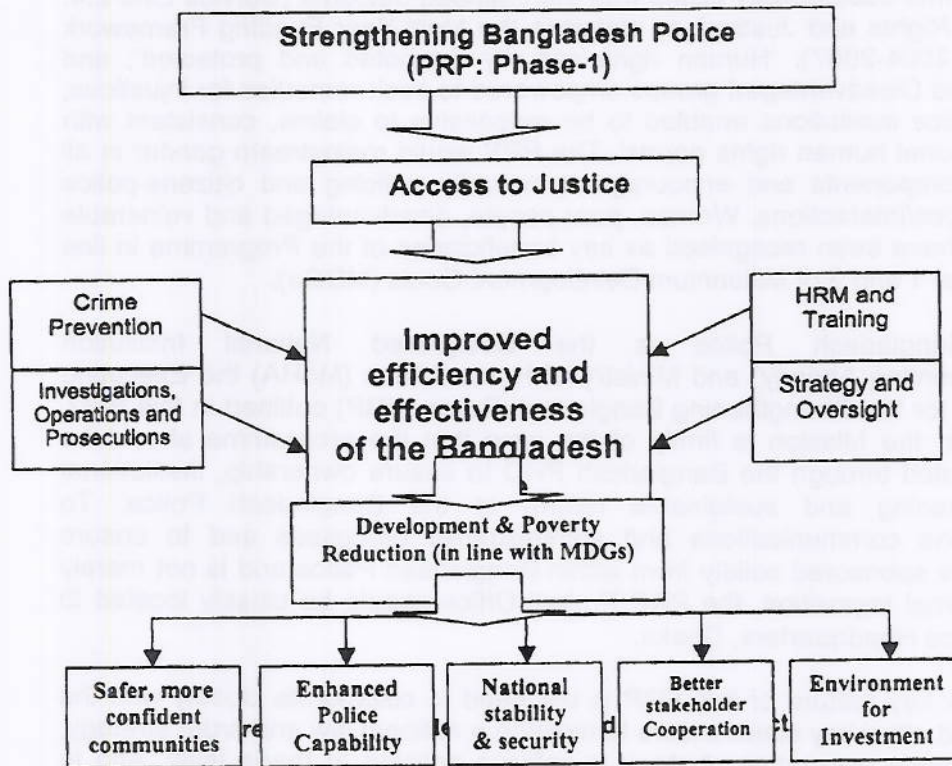 Strengthening Bangladesh Police
(PRP: Phase-1)
Access to Justice
Crime
Prevention
Investigations,
Operations and
Prosecutions
Improved
efficiency and
effectiveness
of the Bangladesh
HRM and
Training
Strategy and
Oversight
Development & Poverty
Reduction (in line with MDGs)
Safer, more
confident
communities
Enhanced
Police
Capability
National
stability
& security
Better
stakeholder
Cooperation
Environment
for
Investment